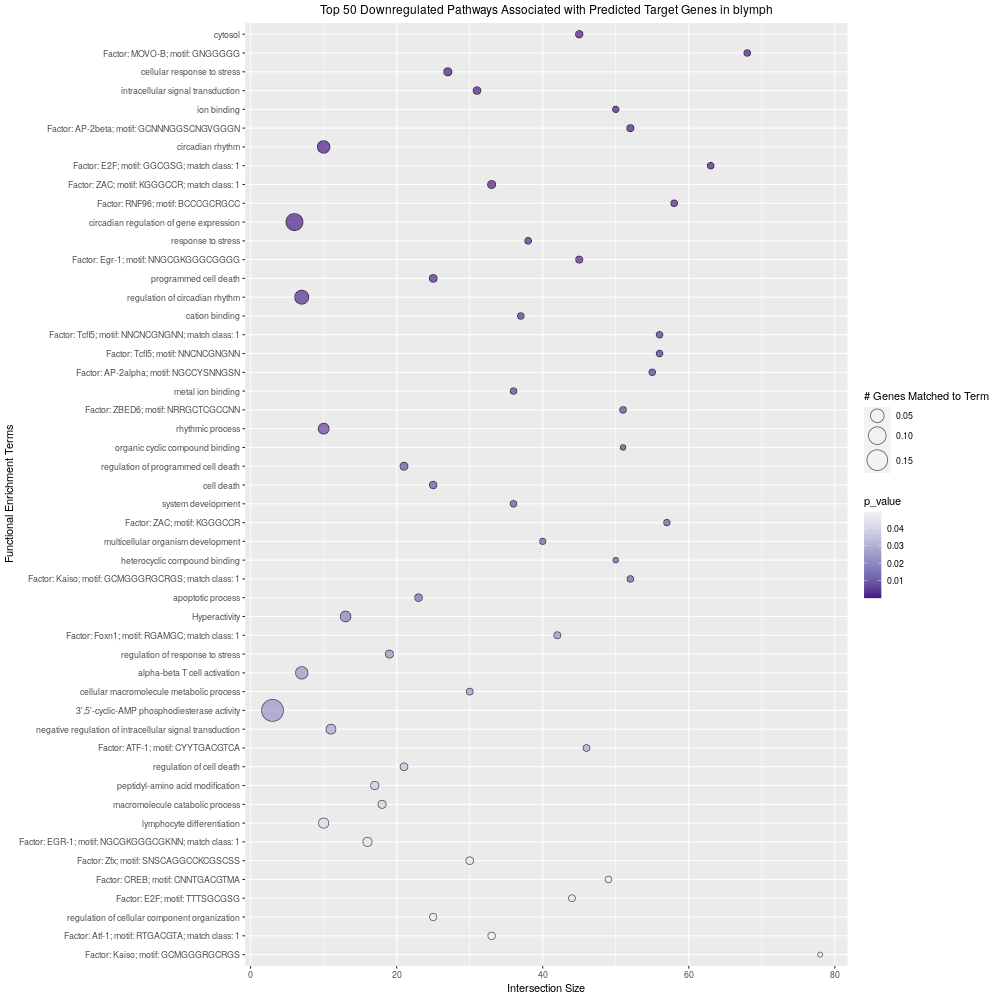 Top 50 Downregulated Pathways Associated with Predicted Target Genes in blymph
Functional Enrichment Terms
cytosol
Factor: MOVO-B; motif: GNGGGGG
cellular response to stress
intracellular signal transduction
ion binding
Factor: AP-2beta; motif: GCNNNGGSCNGVGGGN
circadian rhythm
Factor: E2F; motif: GGCGSG; match class: 1
Factor: ZAC; motif: KGGGCCR; match class: 1
Factor: RNF96; motif: BCCCGCRGCC
circadian regulation of gene expression
response to stress
Factor: Egr-1; motif: NNGCGKGGGCGGGG
programmed cell death
regulation of circadian rhythm
cation binding
Factor: Tcfl5; motif: NNCNCGNGNN; match class: 1
Factor: Tcfl5; motif: NNCNCGNGNN
Factor: AP-2alpha; motif: NGCCYSNNGSN
metal ion binding
Factor: ZBED6; motif: NRRGCTCGCCNN
rhythmic process
organic cyclic compound binding
regulation of programmed cell death
cell death
system development
Factor: ZAC; motif: KGGGCCR
multicellular organism development
heterocyclic compound binding
Factor: Kaiso; motif: GCMGGGRGCRGS; match class: 1
apoptotic process
Hyperactivity
Factor: Foxn1; motif: RGAMGC; match class: 1
regulation of response to stress
alpha-beta T cell activation
cellular macromolecule metabolic process
3',5'-cyclic-AMP phosphodiesterase activity
negative regulation of intracellular signal transduction
Factor: ATF-1; motif: CYYTGACGTCA
regulation of cell death
peptidyl-amino acid modification
macromolecule catabolic process
lymphocyte differentiation
Factor: EGR-1; motif: NGCGKGGGCGKNN; match class: 1
Factor: Zfx; motif: SNSCAGGCCKCGSCSS
Factor: CREB; motif: CNNTGACGTMA
Factor: E2F; motif: TTTSGCGSG
regulation of cellular component organization
Factor: Atf-1; motif: RTGACGTA; match class: 1
Factor: Kaiso; motif: GCMGGGRGCRGS
0 20 40 60 80
Intersection Size
# Genes Matched to Term
0.05
0.10
0.15
p_value
0.04
0.03
0.02
0.01